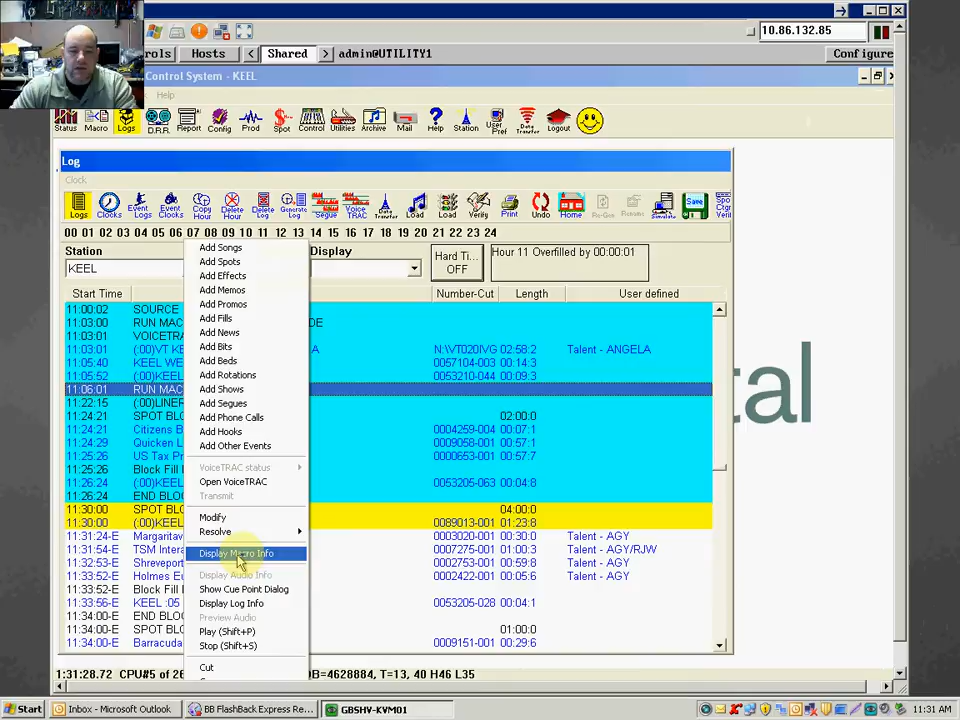 10.86.132.85
rols Hosts < Shared > admin@UTILITY1 Configure
Control System - KEEL
Help
Status Macro Logs D.R.R. Report Config Prod Spot Control Utilities Archive Mail Help Station User Pref Data Transfer Logout
Log
Clock
Logs Clocks Event Logs Event Clocks Copy Hour Delete Hour Delete Log Generate Log Segue Voice TRAC Data Transfer Load Load Verify Print Undo Home Re-Gen Resume Simulate Save
00 01 02 03 04 05 06 07 08 09 10 11 12 13 14 15 16 17 18 19 20 21 22 23 24
Station Display Hard Ti... OFF Hour 11 Overfilled by 00:00:01
KEEL
Start Time Number-Cut Length User defined
11:00:02 SOURCE
11:03:00 RUN MAC DE
11:03:01 VOICETR
11:03:01 (:00)VT KE A N:\VT020\VG 02:58:2 Talent - ANGELA
11:05:40 KEEL WE 0057104-003 00:14:3
11:05:52 (:00)KEEL 0053210-044 00:09:3
11:06:01 RUN MAC
11:22:15 (:00)LINER
11:24:21 SPOT BLO 02:00:0
11:24:21 Citizens B 0004259-004 00:07:1
11:24:29 Quicken L 0009058-001 00:57:1
11:25:26 US Tax Pr 0000653-001 00:57:7
11:25:26 Block Fill I
11:26:24 (:00)KEEL 0053205-062 00:04:8
11:26:24 END BLOC
11:30:00 SPOT BLO 04:00:0
11:30:00 (:00)KEEL 0089013-001 01:23:8
11:31:24-E Margaritav 0003020-001 00:30:0 Talent - AGY
11:31:54-E TSM Intera 0007275-001 01:00:3 Talent - AGY/RJW
11:32:53-E Shreveport 0002753-001 00:59:8 Talent - AGY
11:33:52-E Holmes Eu 0002422-001 00:05:6 Talent - AGY
11:33:52-E Block Fill I
11:33:56-E KEEL :05 I 0053205-028 00:04:1
11:34:00-E END BLOC
11:34:00-E SPOT BLO 01:00:0
11:34:00-E Barracuda 0009151-001 00:29:6
Add Songs
Add Spots
Add Effects
Add Memos
Add Promos
Add Fills
Add News
Add Bits
Add Beds
Add Rotations
Add Shows
Add Segues
Add Phone Calls
Add Hooks
Add Other Events
VoiceTRAC status
Open VoiceTRAC
Transmit
Modify
Resolve
Display Macro Info
Display Audio Info
Show Cue Point Dialog
Display Log Info
Preview Audio
Play (Shift+P)
Stop (Shift+S)
Cut
tal
1:31:28.72 CPU#5 of 26 QB=4628884, T=13, 40 H46 L35
Start Inbox - Microsoft Outlook BB FlashBack Express Re... GBSHV-KVM01 11:31 AM